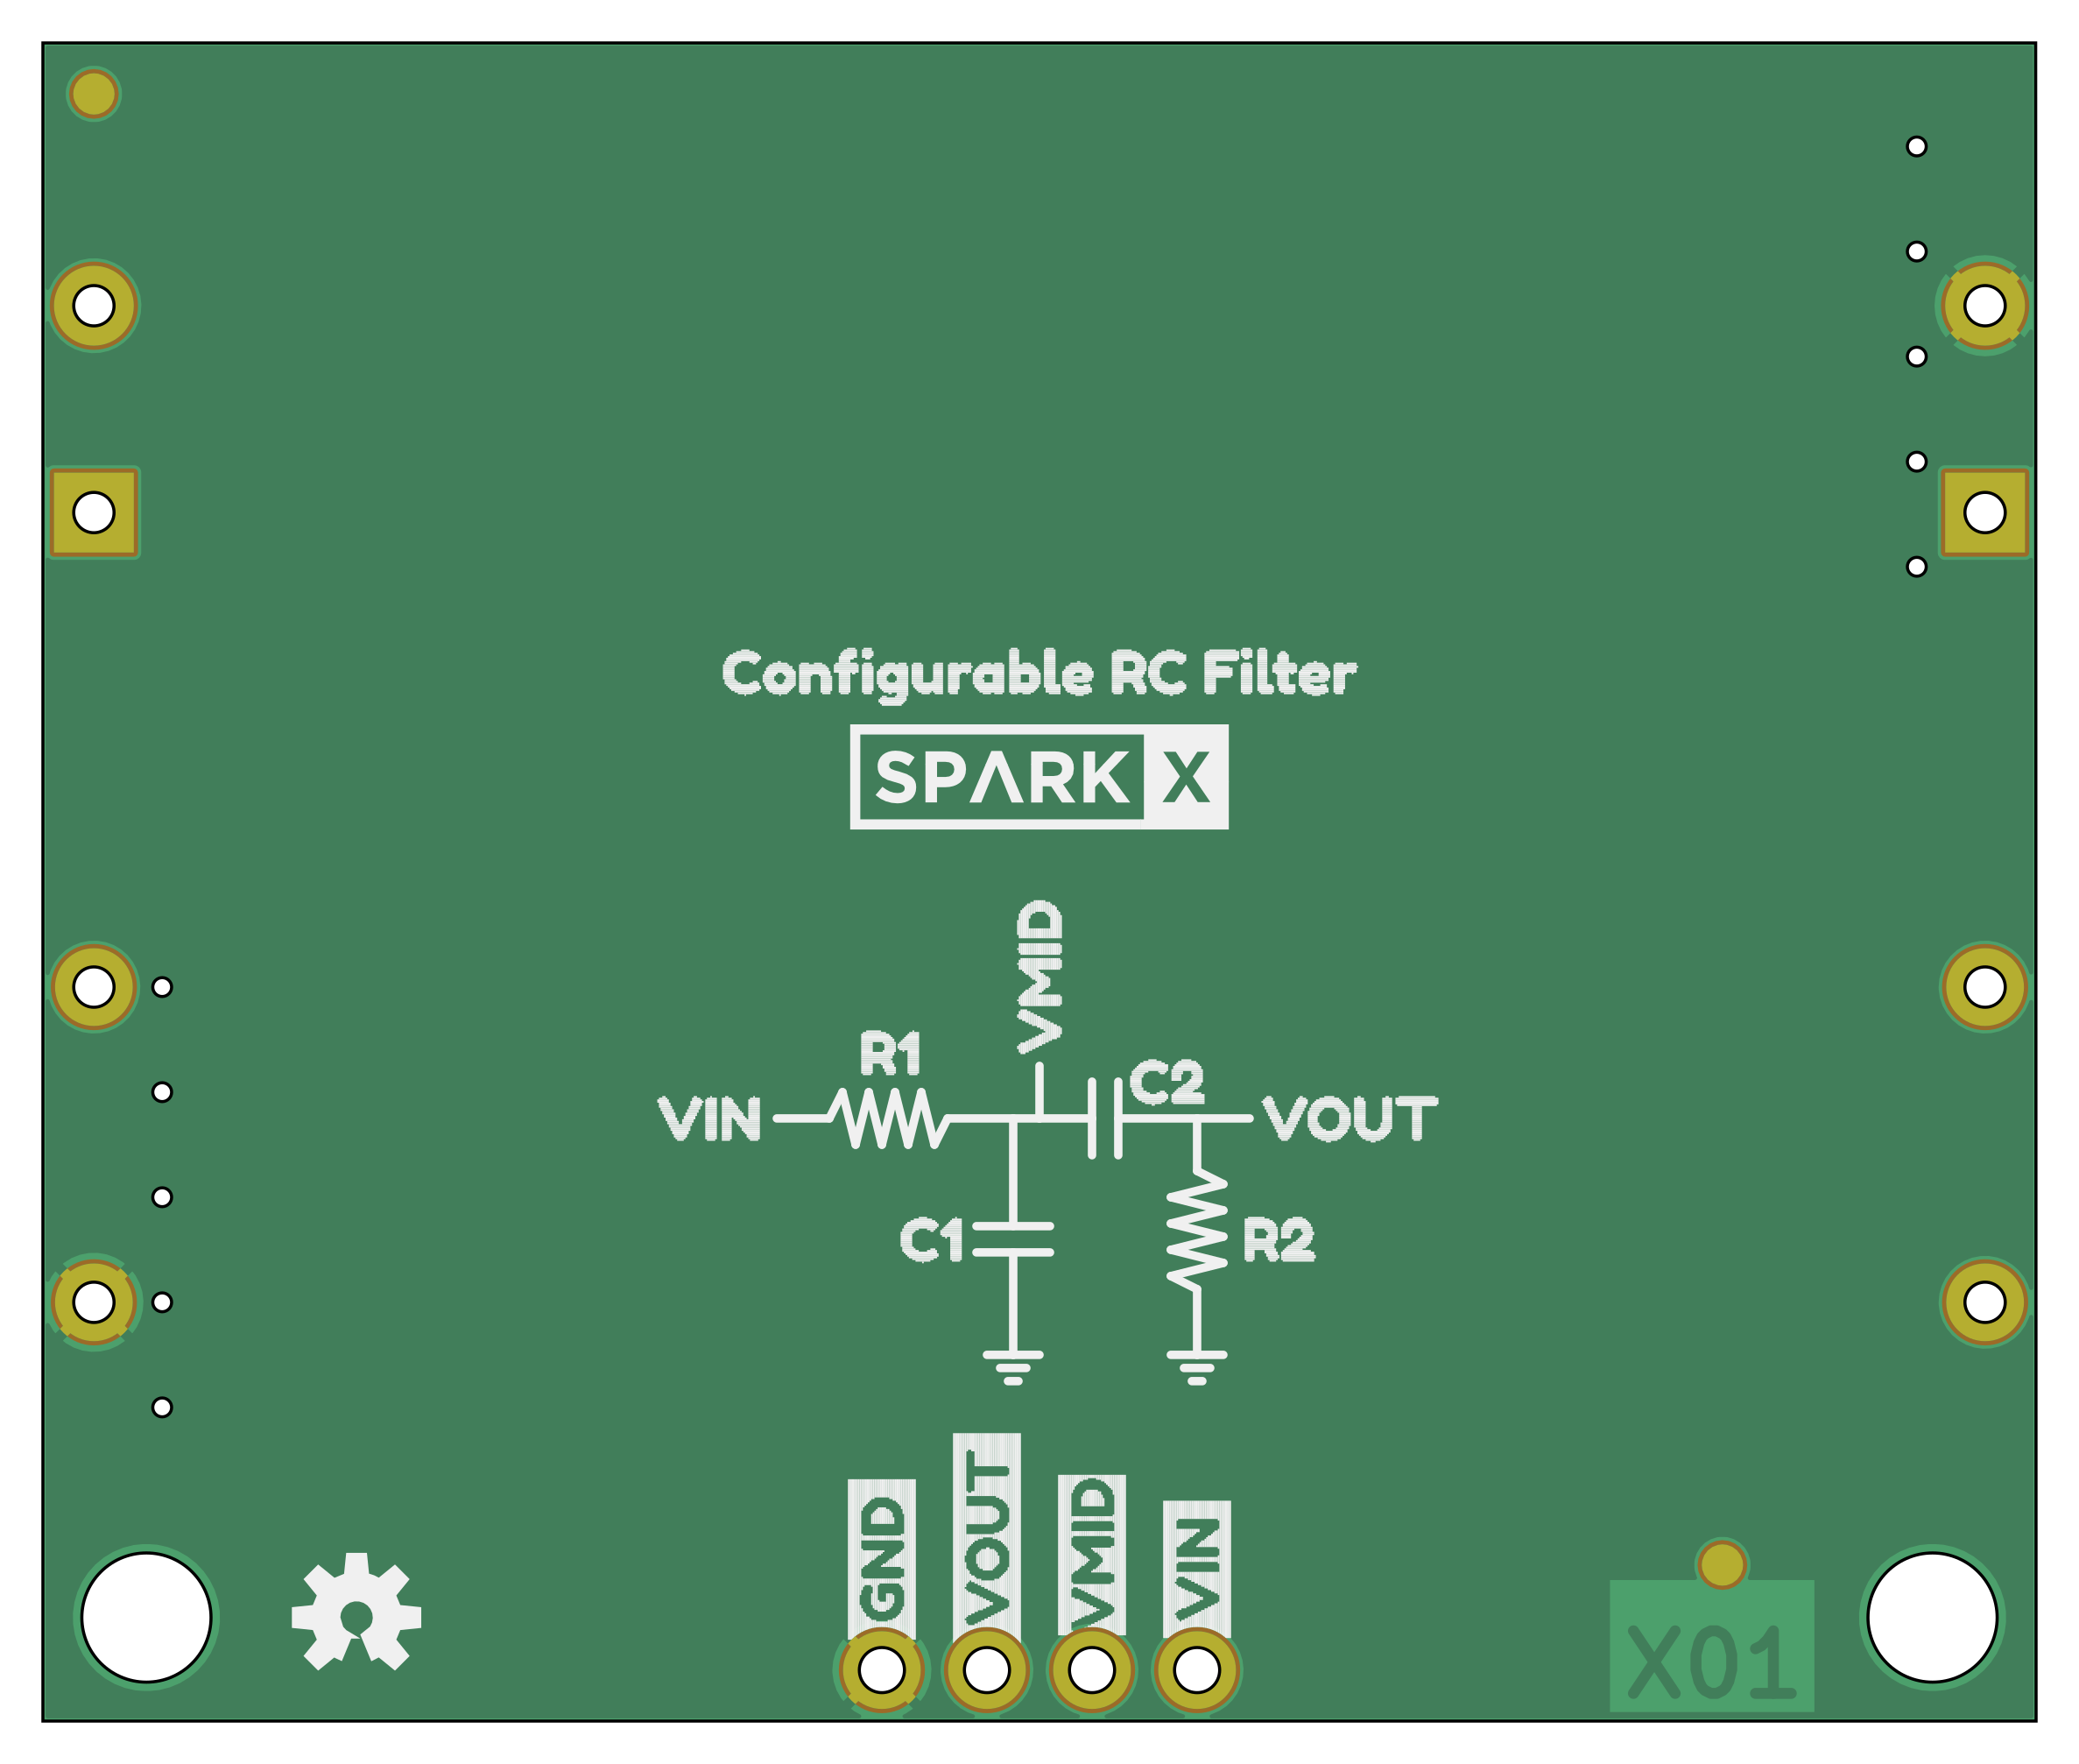 Configurable RC Filter
SPARK X
VMID
R1
C2
VIN
VOUT
C1
R2
GND
VOUT
VMID
VIN
X01